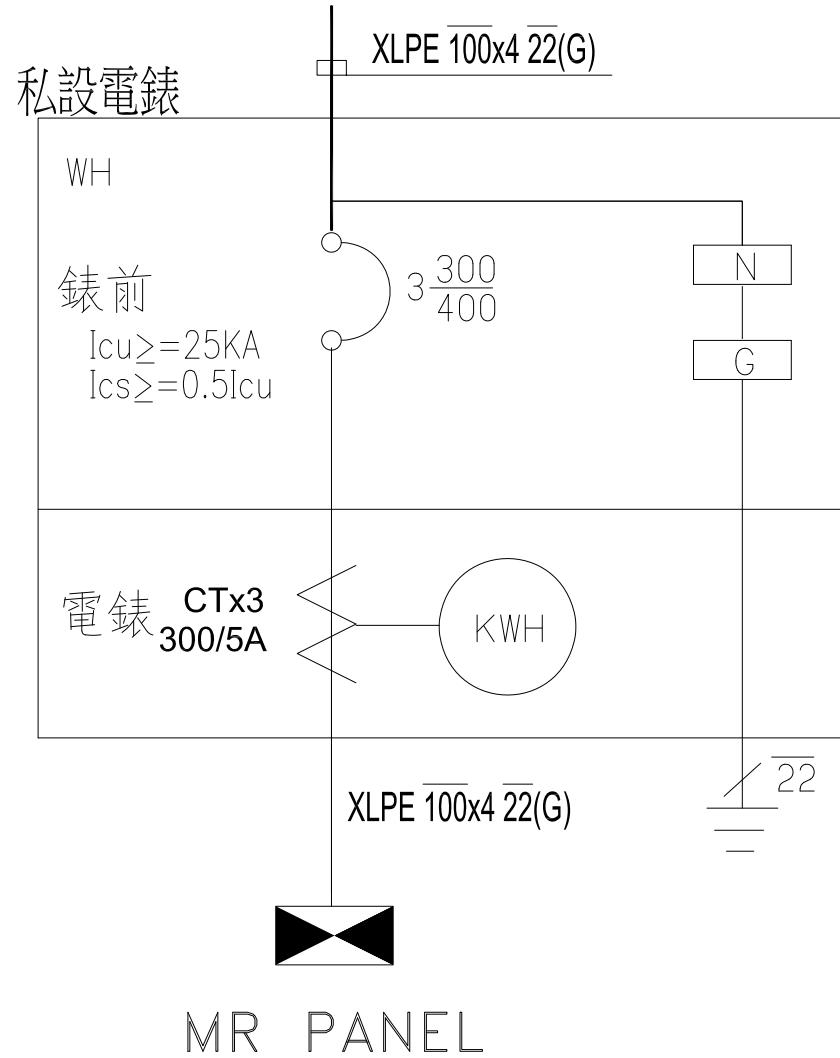 XLPE 100x4 22(G)
私設電錶
WH
錶前
3 300/400
Icu≥=25KA
Ics≥=0.5Icu
N
G
電錶
CTx3
300/5A
KWH
22
XLPE 100x4 22(G)
MR PANEL